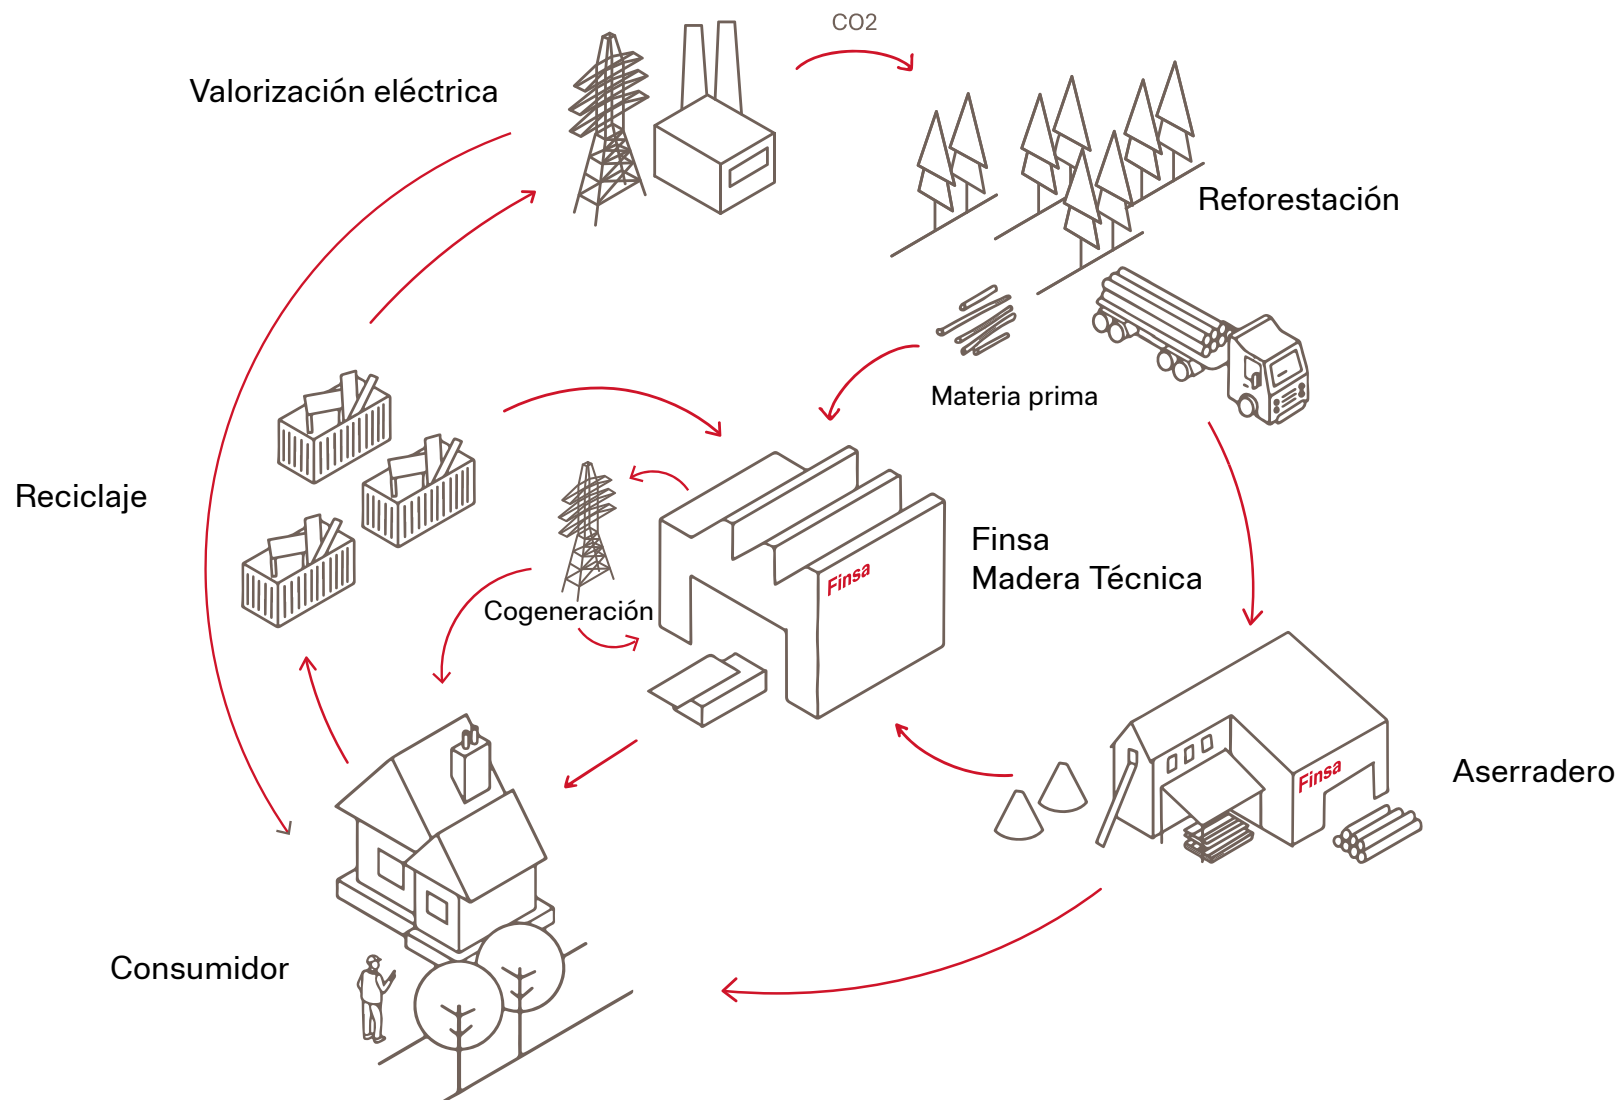 CO2
Valorización eléctrica
Reforestación
Materia prima
Reciclaje
Finsa
Madera Técnica
Finsa
Cogeneración
Finsa
Aserradero
Consumidor